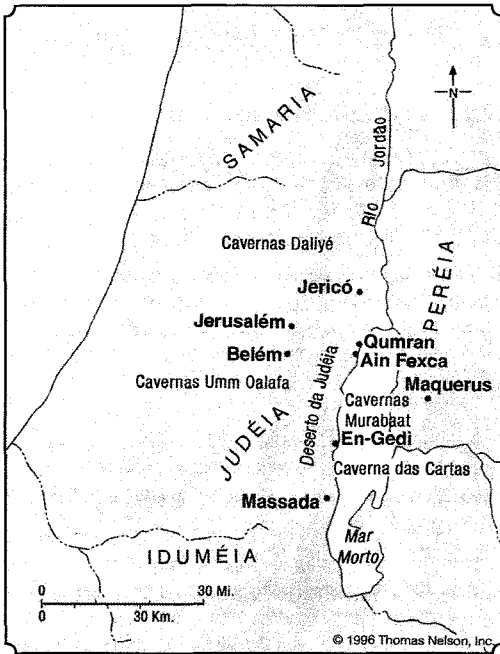 N
SAMARIA
Rio Jordão
Cavernas Daliyé
PERÉIA
Jericó
Jerusalém
Qumran
Belém
Ain Fexca
Maquerus
Cavernas Umm Oalafa
Cavernas
Murabaat
JUDÉIA
Deserto da Judéia
En-Gedi
Caverna das Cartas
Massada
Mar
Morto
IDUMÉIA
0 30 Mi.
0 30 Km.
© 1996 Thomas Nelson, Inc.